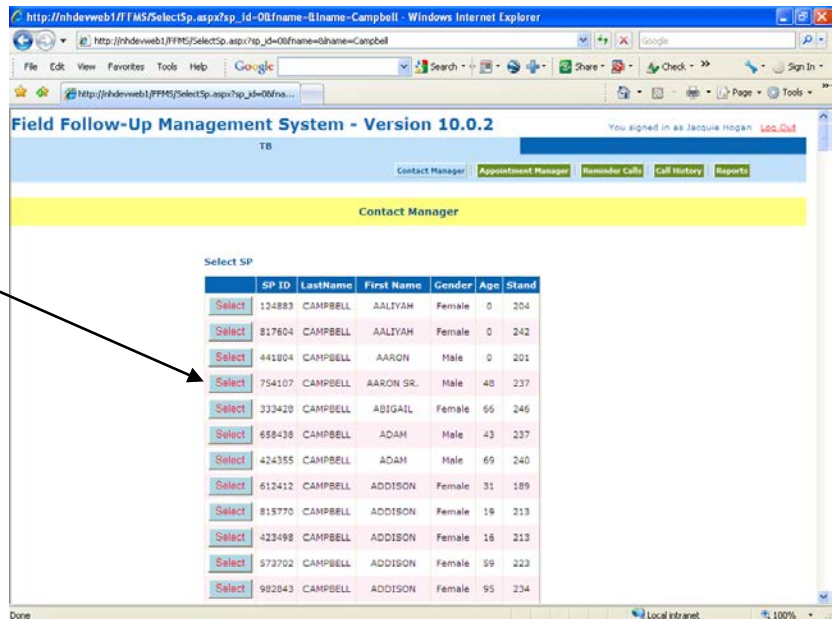 http://nhdevweb1/FFMS/SelectSp.aspx?sp_id=0&fname=&lname=Campbell - Windows Internet Explorer
http://nhdevweb1/FFMS/SelectSp.aspx?sp_id=0&fname=&lname=Campbell Google
File Edit View Favorites Tools Help Google Search Share Check Sign In
http://nhdevweb1/FFMS/SelectSp.aspx?sp_id=0&fna... Page Tools
Field Follow-Up Management System - Version 10.0.2 You signed in as Jacquie Hogan Log Out
TB
Contact Manager Appointment Manager Reminder Calls Call History Reports
Contact Manager
Select SP
SP ID LastName First Name Gender Age Stand
Select 124883 CAMPBELL AALIYAH Female 0 204
Select 817604 CAMPBELL AALIYAH Female 0 242
Select 441804 CAMPBELL AARON Male 0 201
Select 754107 CAMPBELL AARON SR. Male 48 237
Select 333428 CAMPBELL ABIGAIL Female 66 246
Select 658438 CAMPBELL ADAM Male 43 237
Select 424355 CAMPBELL ADAM Male 69 240
Select 612412 CAMPBELL ADDISON Female 31 189
Select 815770 CAMPBELL ADDISON Female 19 213
Select 423498 CAMPBELL ADDISON Female 16 213
Select 573702 CAMPBELL ADDISON Female 59 223
Select 982843 CAMPBELL ADDISON Female 95 234
Done Local intranet 100%